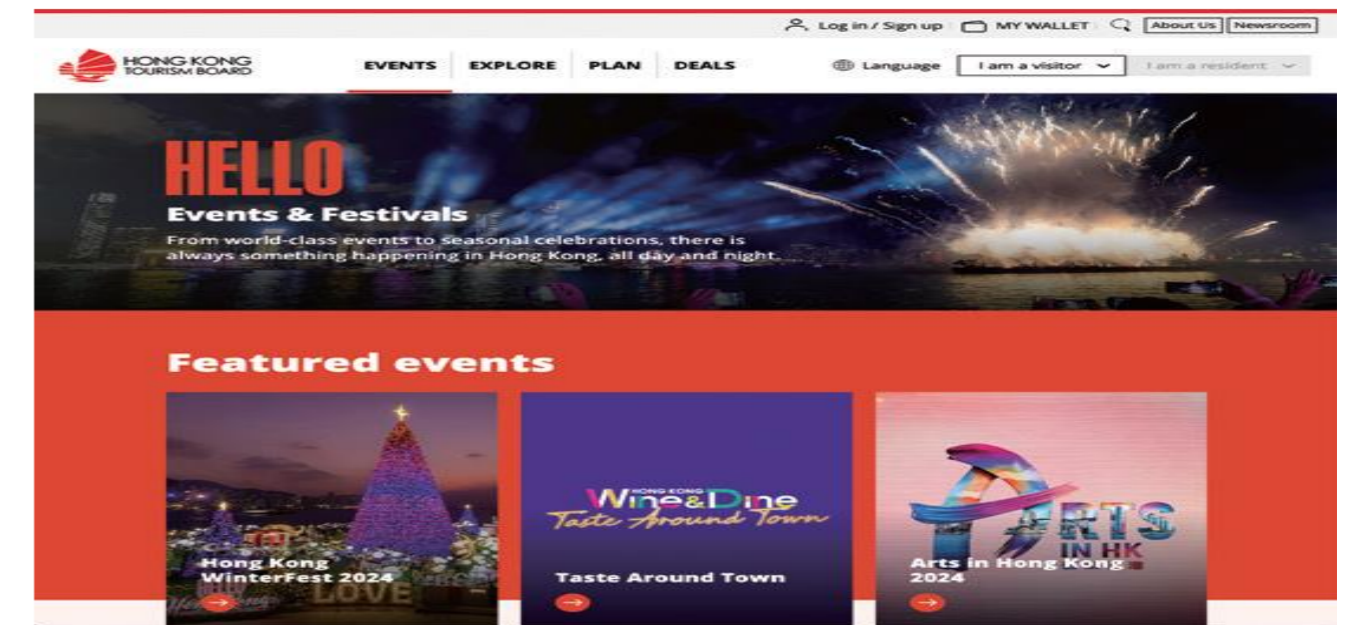 Log in / Sign up MY WALLET About Us Newsroom
HONG KONG
TOURISM BOARD
EVENTS EXPLORE PLAN DEALS Language I am a visitor I am a resident
HELLO
Events & Festivals
From world-class events to seasonal celebrations, there is
always something happening in Hong Kong, all day and night.
Featured events
HONG KONG
Wine&Dine
Taste Around Town
ARTS
IN HK
Hong Kong
WinterFest 2024
LOVE
Taste Around Town
Arts in Hong Kong
2024